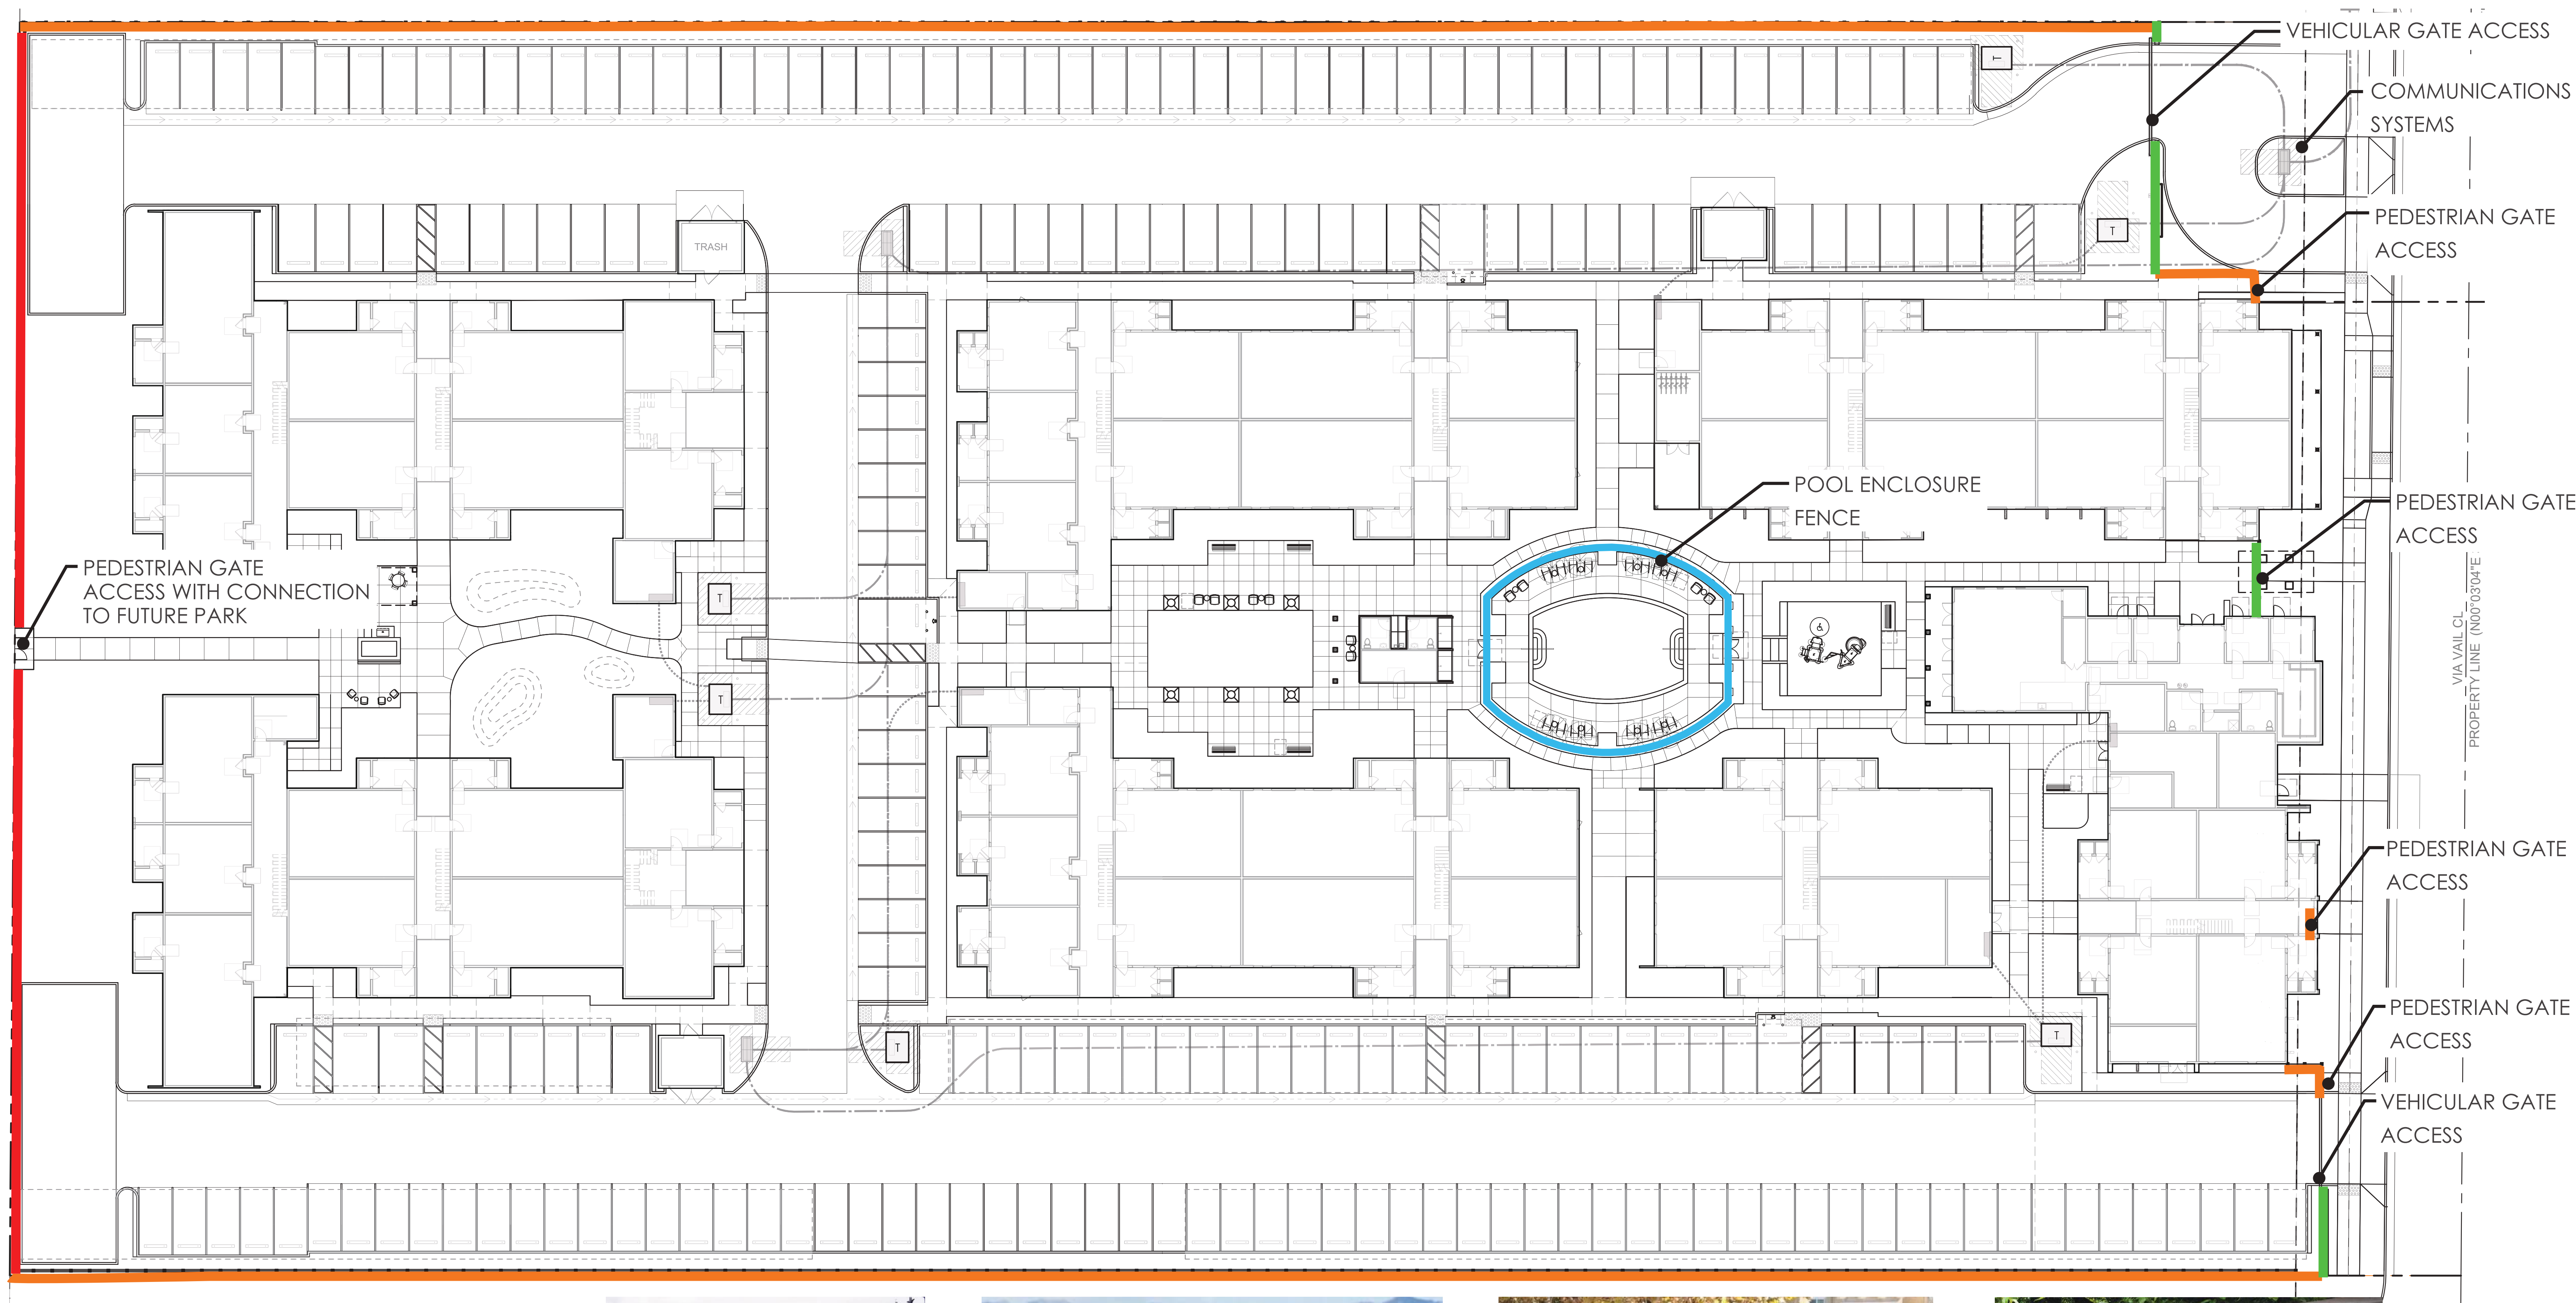 VEHICULAR GATE ACCESS
COMMUNICATIONS
SYSTEMS
T
PEDESTRIAN GATE
ACCESS
T
TRASH
POOL ENCLOSURE
FENCE
PEDESTRIAN GATE
ACCESS
PEDESTRIAN GATE
ACCESS WITH CONNECTION
TO FUTURE PARK
T
T
VIA VAIL CL
PROPERTY LINE (N00°03'04"E
PEDESTRIAN GATE
ACCESS
PEDESTRIAN GATE
ACCESS
T
T
VEHICULAR GATE
ACCESS